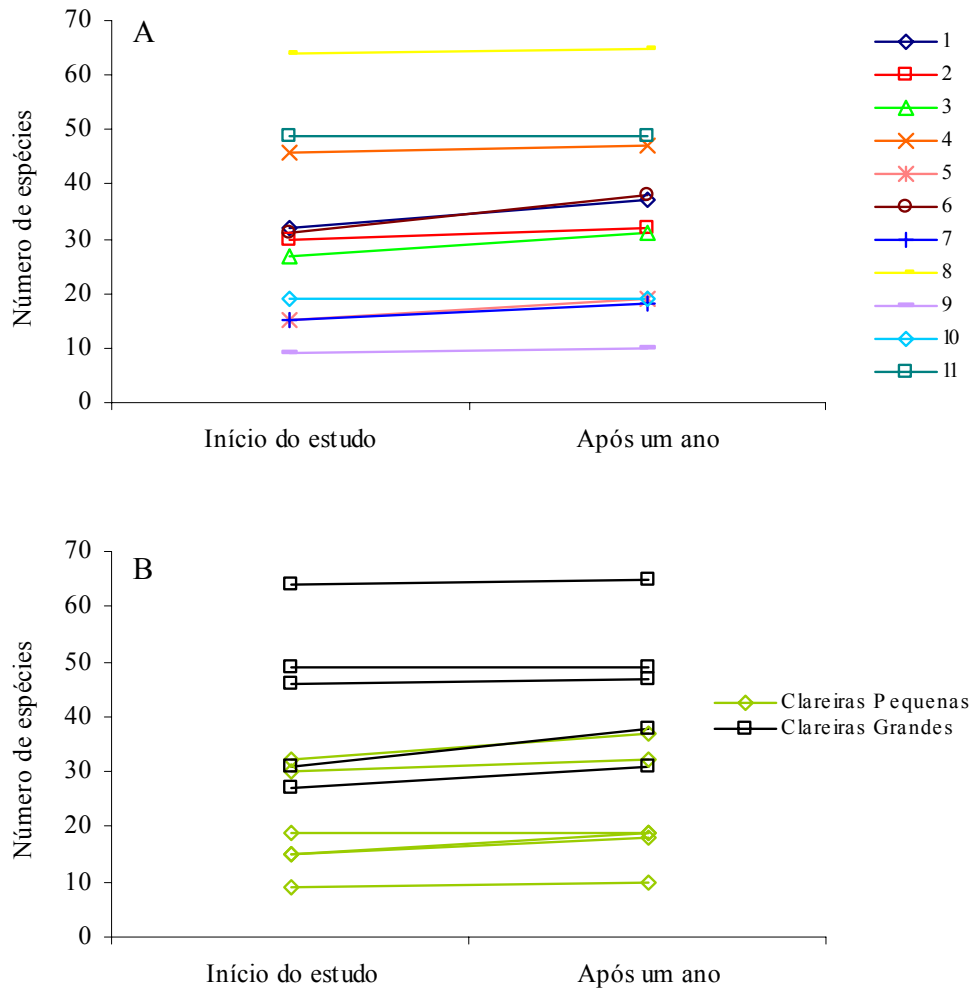 A
Número de espécies
70
60
50
40
30
20
10
0
Início do estudo
Após um ano
1
2
3
4
5
6
7
8
9
10
11
B
Número de espécies
70
60
50
40
30
20
10
0
Início do estudo
Após um ano
Clareiras Pequenas
Clareiras Grandes